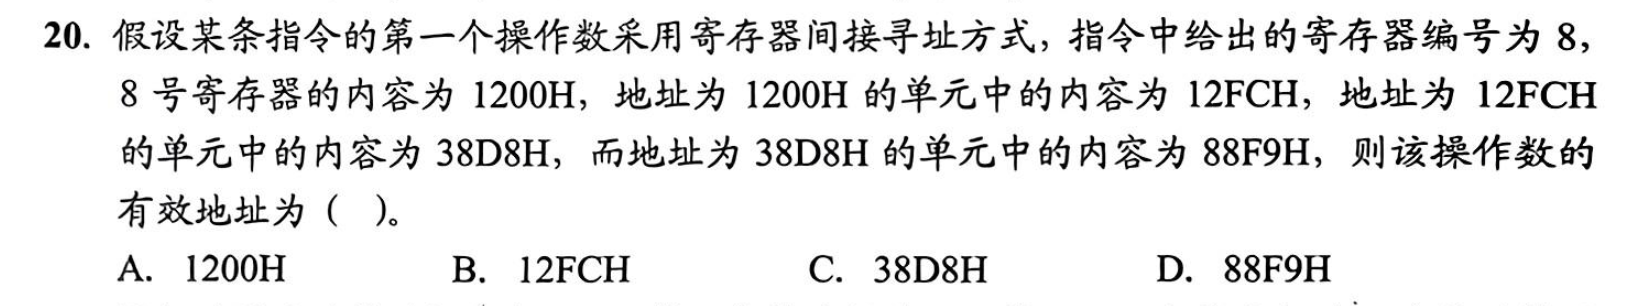 20. 假设某条指令的第一个操作数采用寄存器间接寻址方式，指令中给出的寄存器编号为 8，
8 号寄存器的内容为 1200H，地址为 1200H 的单元中的内容为 12FCH，地址为 12FCH
的单元中的内容为 38D8H，而地址为 38D8H 的单元中的内容为 88F9H，则该操作数的
有效地址为（ ）。
A. 1200H B. 12FCH C. 38D8H D. 88F9H